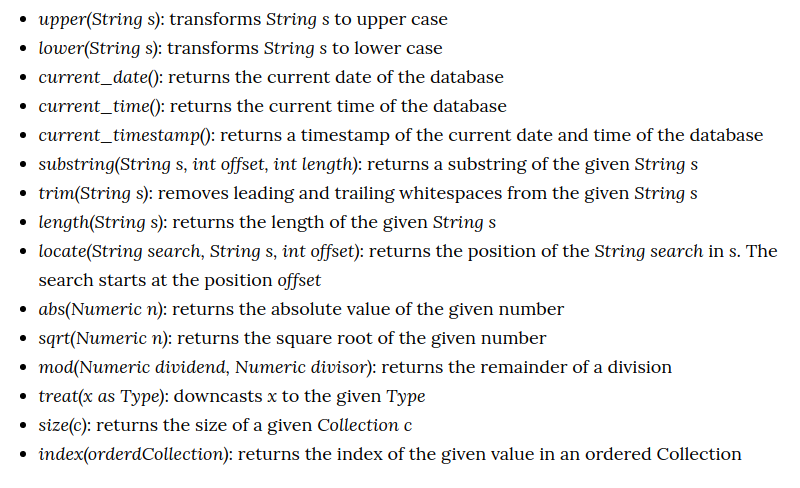 • upper(String s): transforms String s to upper case
• lower(String s): transforms String s to lower case
• current_date(): returns the current date of the database
• current_time(): returns the current time of the database
• current_timestamp(): returns a timestamp of the current date and time of the database
• substring(String s, int offset, int length): returns a substring of the given String s
• trim(String s): removes leading and trailing whitespaces from the given String s
• length(String s): returns the length of the given String s
• locate(String search, String s, int offset): returns the position of the String search in s. The
search starts at the position offset
• abs(Numeric n): returns the absolute value of the given number
• sqrt(Numeric n): returns the square root of the given number
• mod(Numeric dividend, Numeric divisor): returns the remainder of a division
• treat(x as Type): downcasts x to the given Type
• size(c): returns the size of a given Collection c
• index(orderdCollection): returns the index of the given value in an ordered Collection